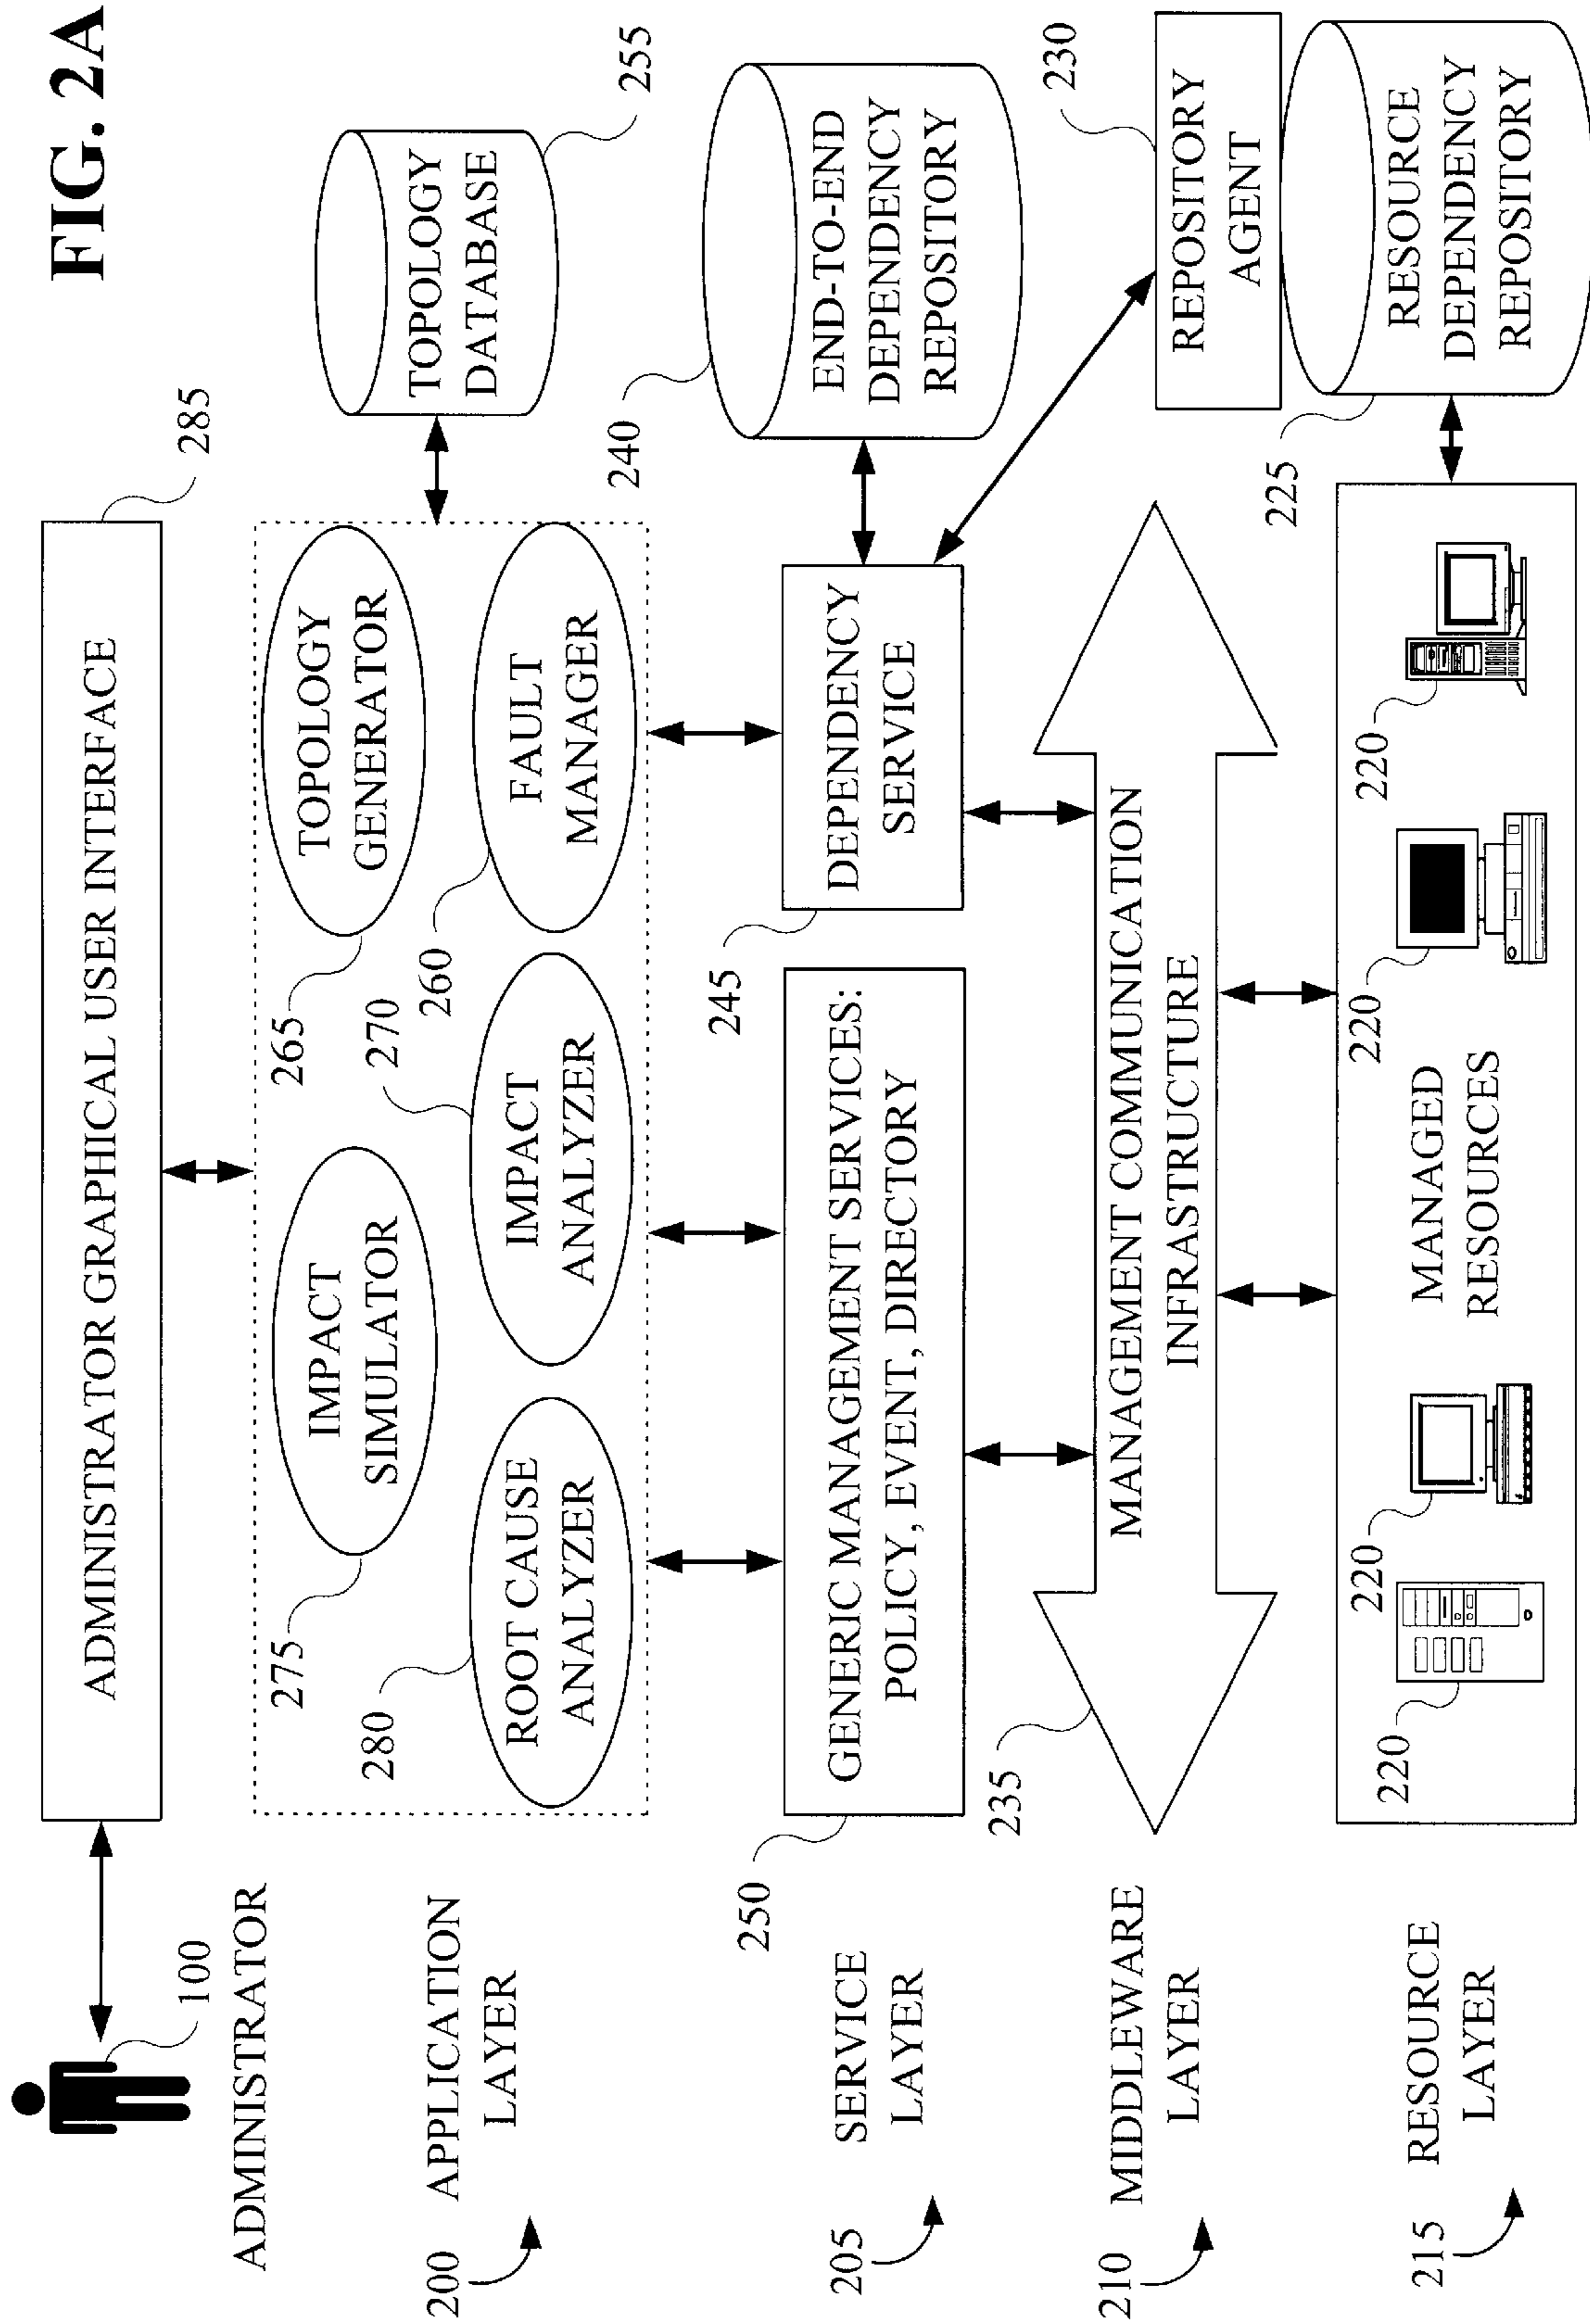 FIG. 2A
100
ADMINISTRATOR
ADMINISTRATOR GRAPHICAL USER INTERFACE
285
200
APPLICATION
LAYER
275
IMPACT
SIMULATOR
265
TOPOLOGY
GENERATOR
280
ROOT CAUSE
ANALYZER
270
IMPACT
ANALYZER
260
FAULT
MANAGER
TOPOLOGY
DATABASE
255
205
SERVICE
LAYER
250
GENERIC MANAGEMENT SERVICES:
POLICY, EVENT, DIRECTORY
245
DEPENDENCY
SERVICE
240
END-TO-END
DEPENDENCY
REPOSITORY
210
MIDDLEWARE
LAYER
235
MANAGEMENT COMMUNICATION
INFRASTRUCTURE
230
REPOSITORY
AGENT
215
RESOURCE
LAYER
220
220
MANAGED
RESOURCES
220
220
225
RESOURCE
DEPENDENCY
REPOSITORY